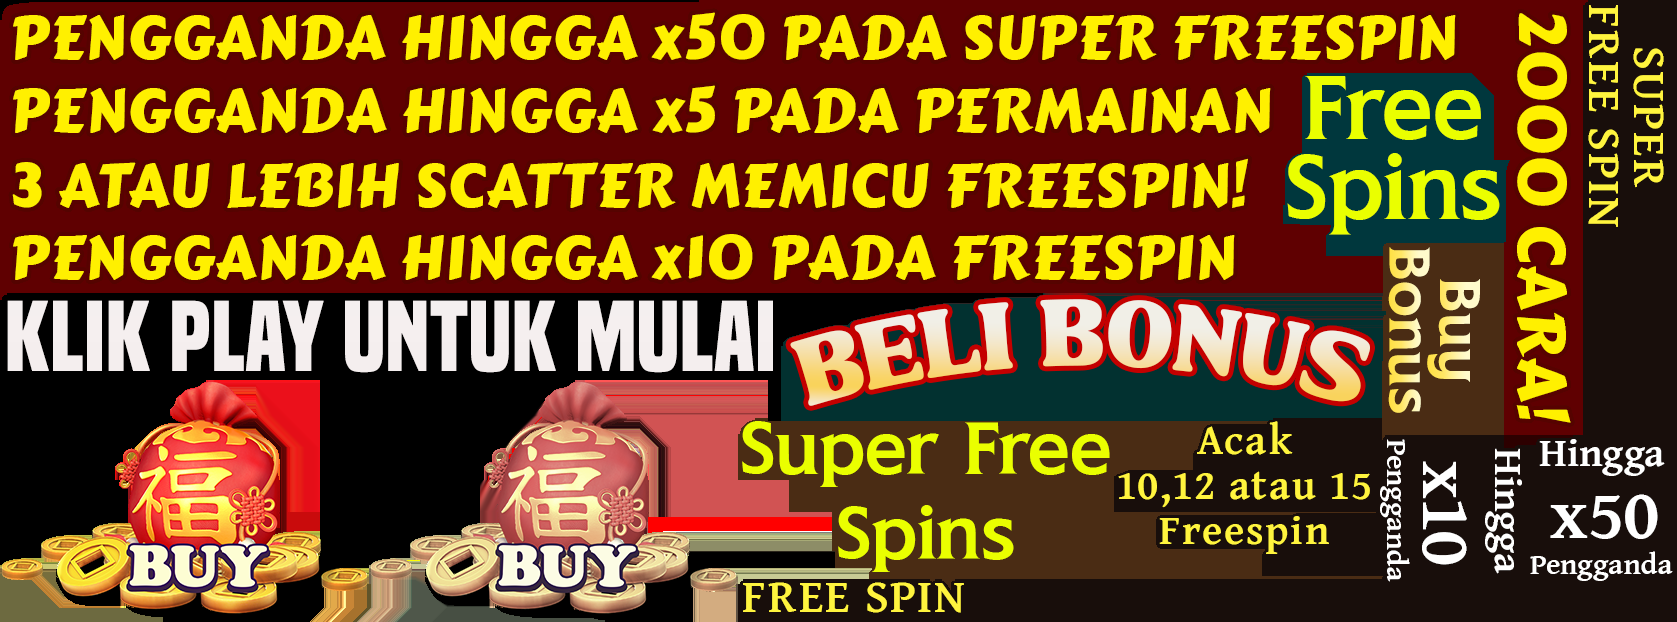 PENGGANDA HINGGA x50 PADA SUPER FREESPIN
PENGGANDA HINGGA x5 PADA PERMAINAN
3 ATAU LEBIH SCATTER MEMICU FREESPIN!
PENGGANDA HINGGA x10 PADA FREESPIN
Free
Spins
2000 CARA!
SUPER
FREE SPIN
Buy
Bonus
KLIK PLAY UNTUK MULAI
BELI BONUS
福
BUY
福
BUY
Super Free
Spins
FREE SPIN
Acak
10,12 atau 15
Freespin
Hingga
x10
Pengganda
Hingga
x50
Pengganda